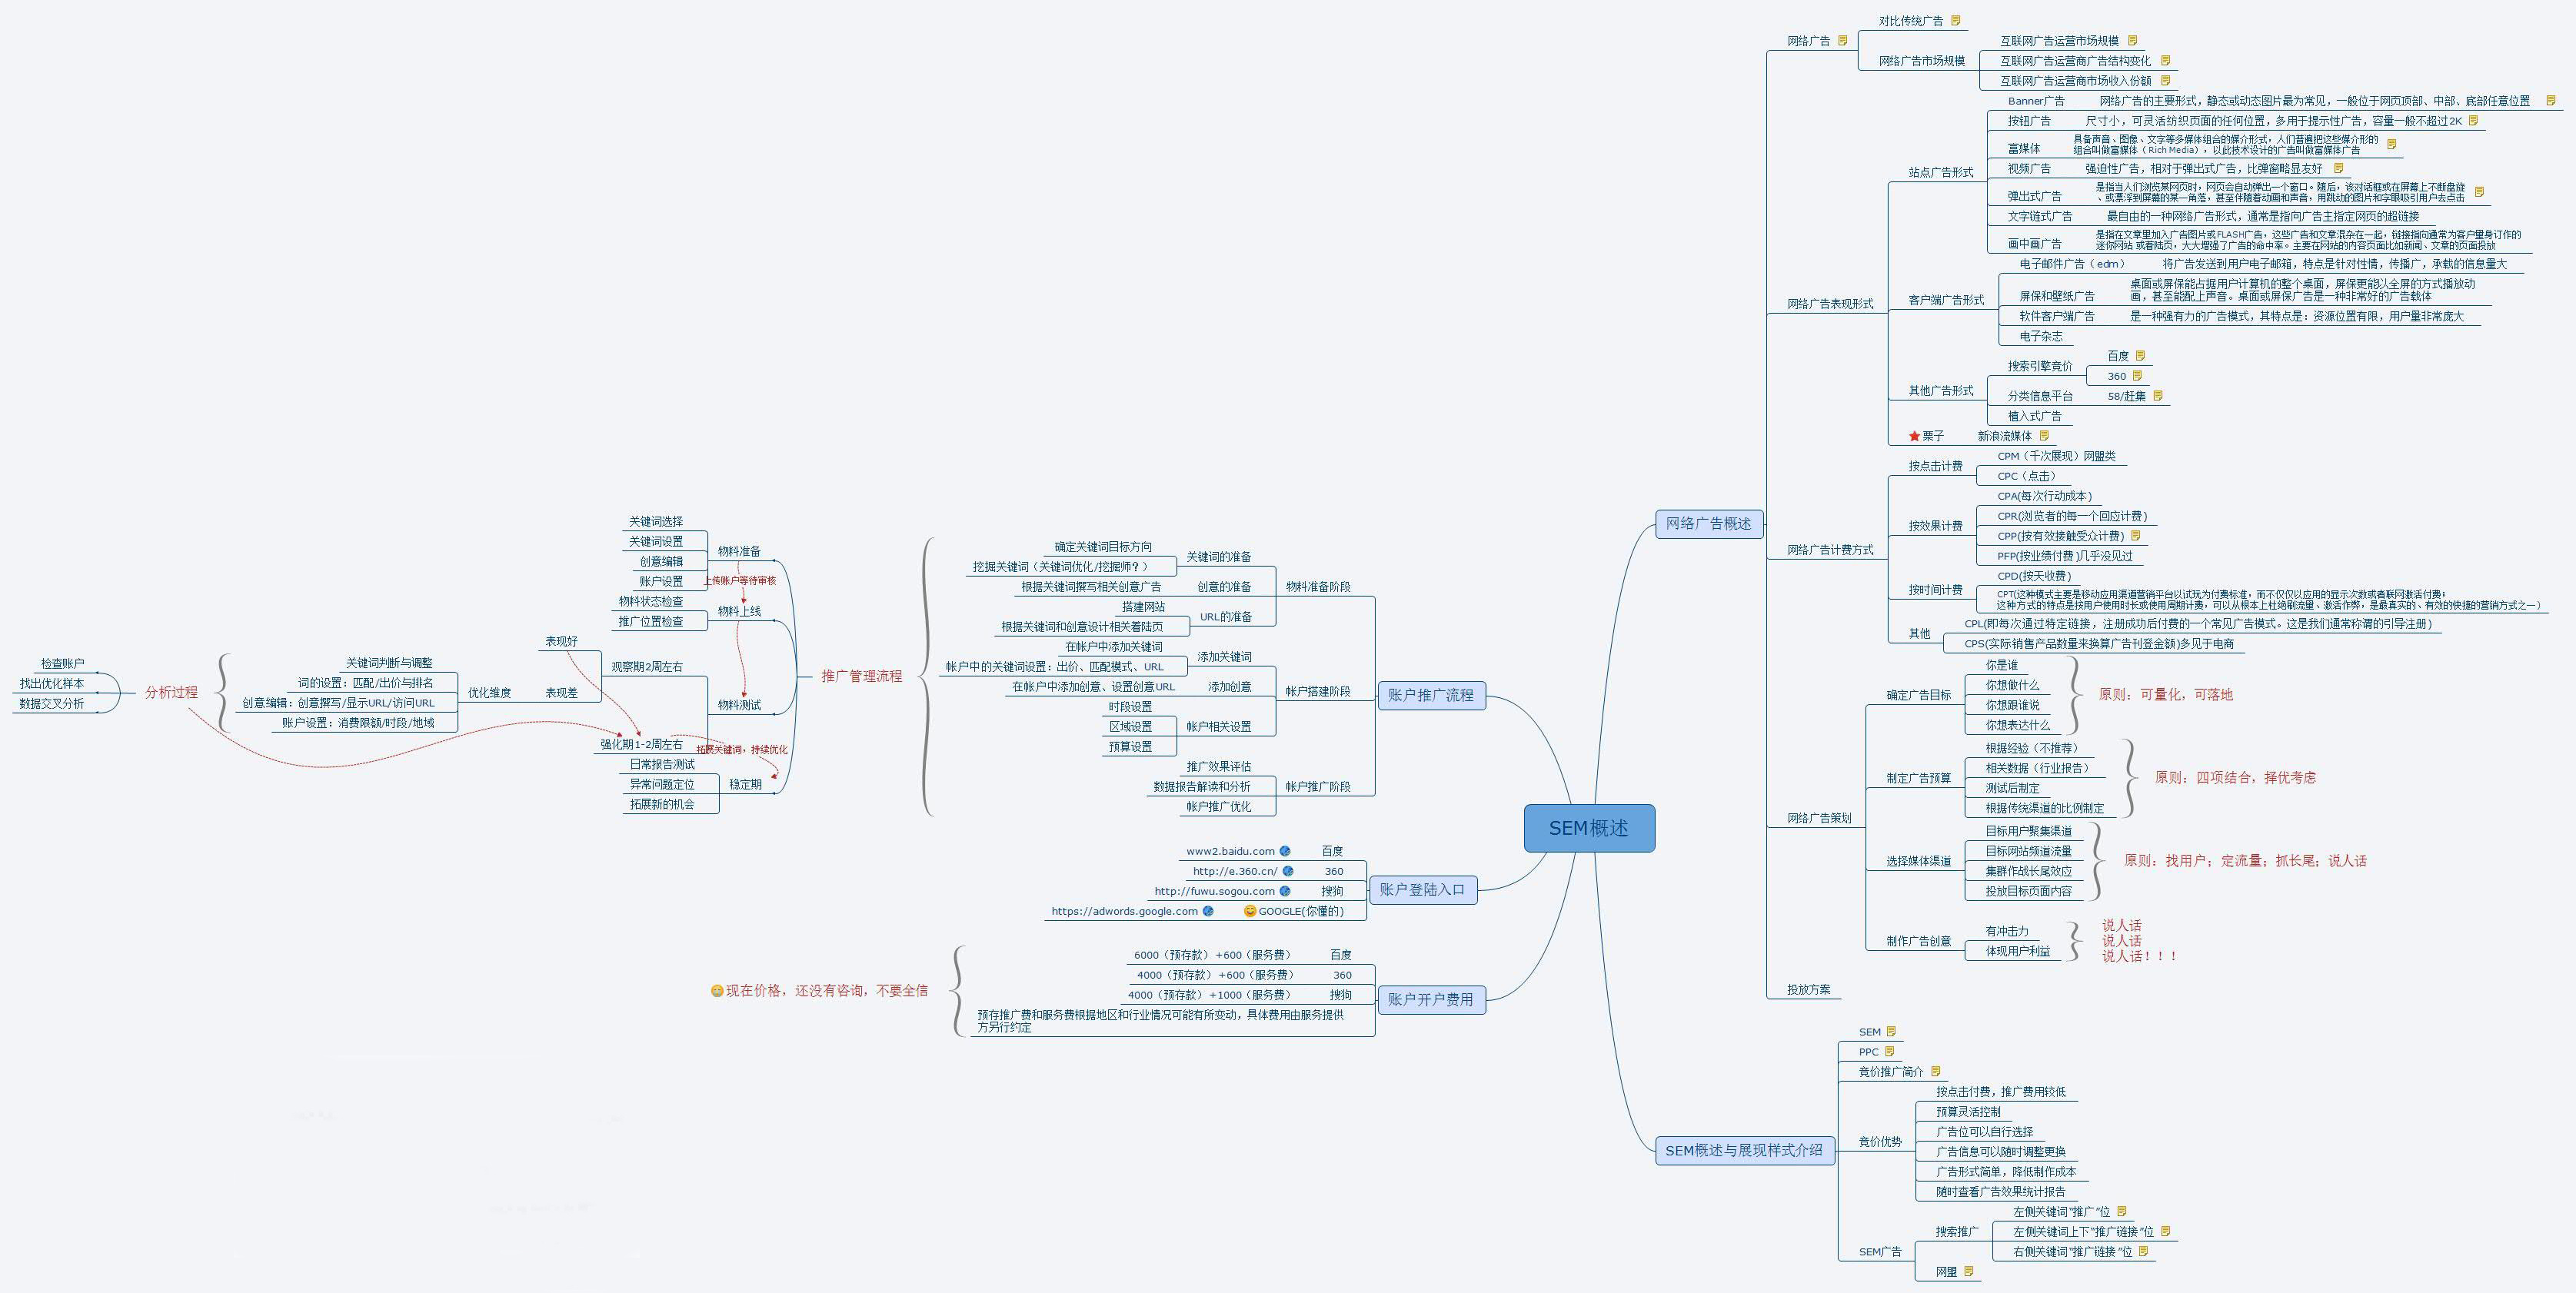 SEM概述
网络广告概述
网络广告
对比传统广告
网络广告市场规模
互联网广告运营市场规模
互联网广告运营商广告结构变化
互联网广告运营商市场收入份额
网络广告表现形式
站点广告形式
Banner广告
网络广告的主要形式，静态或动态图片最为常见，一般位于网页顶部、中部、底部任意位置
按钮广告
尺寸小，可灵活纺织页面的任何位置，多用于提示性广告，容量一般不超过2K
富媒体
具备声音、图像、文字等多媒体组合的媒介形式，人们普遍把这些媒介形的
组合叫做富媒体（Rich Media），以此技术设计的广告叫做富媒体广告
视频广告
强迫性广告，相对于弹出式广告，比弹窗略显友好
弹出式广告
是指当人们浏览某网页时，网页会自动弹出一个窗口。随后，该对话框或在屏幕上不断盘旋
、或漂浮到屏幕的某一角落，甚至伴随着动画和声音，用跳动的图片和字眼吸引用户去点击
文字链式广告
最自由的一种网络广告形式，通常是指向广告主指定网页的超链接
画中画广告
是指在文章里加入广告图片或FLASH广告，这些广告和文章混杂在一起，链接指向通常为客户量身订作的
迷你网站 或着陆页，大大增强了广告的命中率。主要在网站的内容页面比如新闻、文章的页面投放
客户端广告形式
电子邮件广告（edm）
将广告发送到用户电子邮箱，特点是针对性情，传播广，承载的信息量大
屏保和壁纸广告
桌面或屏保能占据用户计算机的整个桌面，屏保更能以全屏的方式播放动
画，甚至能配上声音。桌面或屏保广告是一种非常好的广告载体
软件客户端广告
是一种强有力的广告模式，其特点是：资源位置有限，用户量非常庞大
电子杂志
其他广告形式
搜索引擎竞价
百度
360
分类信息平台
58/赶集
植入式广告
栗子
新浪流媒体
网络广告计费方式
按点击计费
CPM（千次展现）网盟类
CPC（点击）
按效果计费
CPA(每次行动成本)
CPR(浏览者的每一个回应计费)
CPP(按有效接触受众计费)
PFP(按业绩付费)几乎没见过
按时间计费
CPD(按天收费)
CPT(这种模式主要是移动应用渠道营销平台以试玩为付费标准，而不仅仅以应用的显示次数或者联网激活付费；
这种方式的特点是按用户使用时长或使用周期计费，可以从根本上杜绝刷流量、激活作弊，是最真实的、有效的快捷的营销方式之一）
其他
CPL(即每次通过特定链接，注册成功后付费的一个常见广告模式。这是我们通常称谓的引导注册)
CPS(实际销售产品数量来换算广告刊登金额)多见于电商
网络广告策划
确定广告目标
你是谁
你想做什么
你想跟谁说
你想表达什么
原则：可量化，可落地
制定广告预算
根据经验（不推荐）
相关数据（行业报告）
测试后制定
根据传统渠道的比例制定
原则：四项结合，择优考虑
选择媒体渠道
目标用户聚集渠道
目标网站频道流量
集群作战长尾效应
投放目标页面内容
原则：找用户；定流量；抓长尾；说人话
制作广告创意
有冲击力
体现用户利益
说人话
说人话
说人话！！！
投放方案
SEM概述与展现样式介绍
SEM
PPC
竞价推广简介
竞价优势
按点击付费，推广费用较低
预算灵活控制
广告位可以自行选择
广告信息可以随时调整更换
广告形式简单，降低制作成本
随时查看广告效果统计报告
SEM广告
搜索推广
左侧关键词“推广”位
左侧关键词上下“推广链接”位
右侧关键词“推广链接”位
网盟
账户推广流程
物料准备阶段
关键词的准备
确定关键词目标方向
挖掘关键词（关键词优化/挖掘师？）
创意的准备
根据关键词撰写相关创意广告
URL的准备
搭建网站
根据关键词和创意设计相关着陆页
帐户搭建阶段
添加关键词
在帐户中添加关键词
帐户中的关键词设置：出价、匹配模式、URL
添加创意
在帐户中添加创意、设置创意URL
帐户相关设置
时段设置
区域设置
预算设置
帐户推广阶段
推广效果评估
数据报告解读和分析
帐户推广优化
推广管理流程
物料准备
关键词选择
关键词设置
创意编辑
账户设置
上传账户等待审核
物料上线
物料状态检查
推广位置检查
物料测试
观察期2周左右
表现好
表现差
优化维度
关键词判断与调整
词的设置：匹配/出价与排名
创意编辑：创意撰写/显示URL/访问URL
账户设置：消费限额/时段/地域
分析过程
检查账户
找出优化样本
数据交叉分析
强化期1-2周左右
拓展关键词，持续优化
稳定期
日常报告测试
异常问题定位
拓展新的机会
账户登陆入口
百度
www2.baidu.com
360
http://e.360.cn/
搜狗
http://fuwu.sogou.com
GOOGLE(你懂的)
https://adwords.google.com
账户开户费用
百度
6000（预存款）+600（服务费）
360
4000（预存款）+600（服务费）
搜狗
4000（预存款）+1000（服务费）
预存推广费和服务费根据地区和行业情况可能有所变动，具体费用由服务提供
方另行约定
现在价格，还没有咨询，不要全信